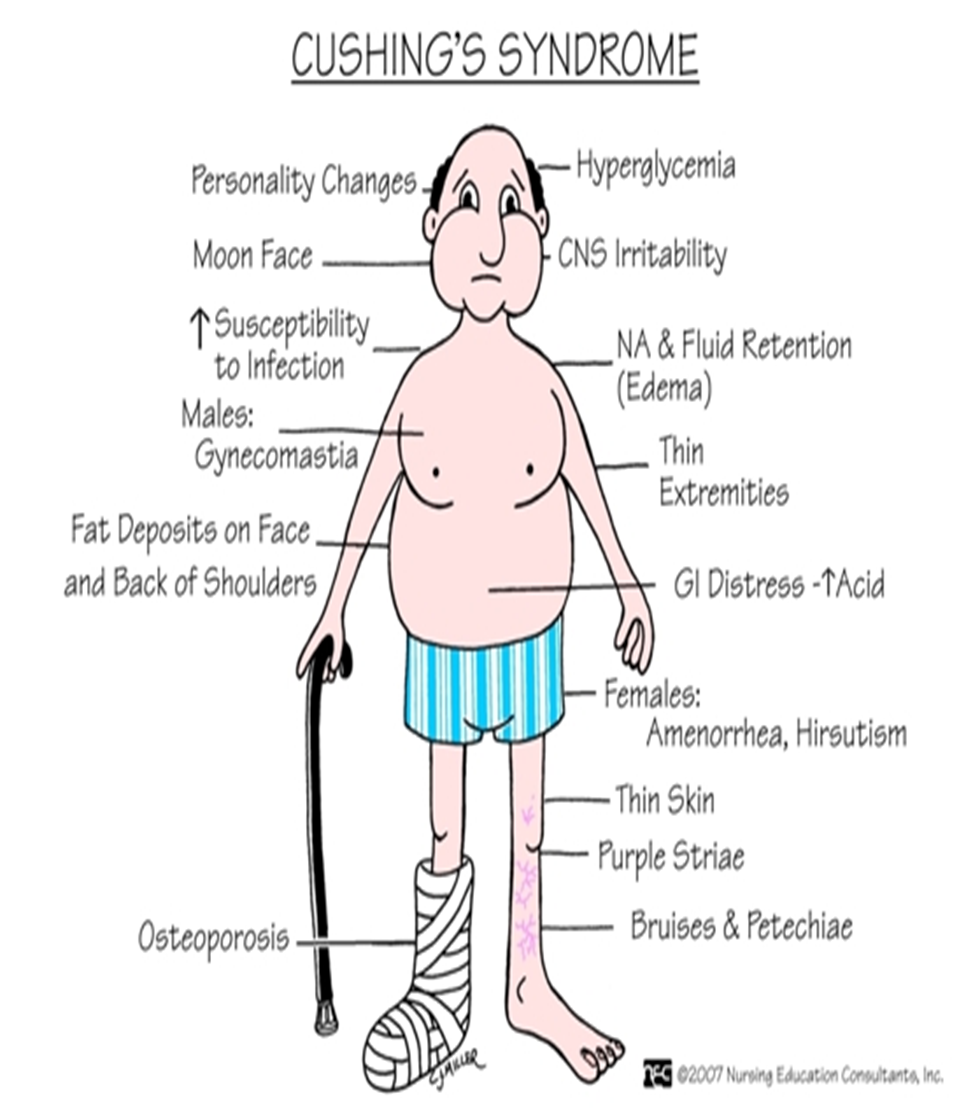 CUSHING'S SYNDROME
Personality Changes
Hyperglycemia
Moon Face
CNS Irritability
↑ Susceptibility
to Infection
NA & Fluid Retention
(Edema)
Males:
Gynecomastia
Thin
Extremities
Fat Deposits on Face
and Back of Shoulders
GI Distress -↑Acid
Females:
Amenorrhea, Hirsutism
Thin Skin
Purple Striae
Bruises & Petechiae
Osteoporosis
CJMILLER
NEC ©2007 Nursing Education Consultants, Inc.